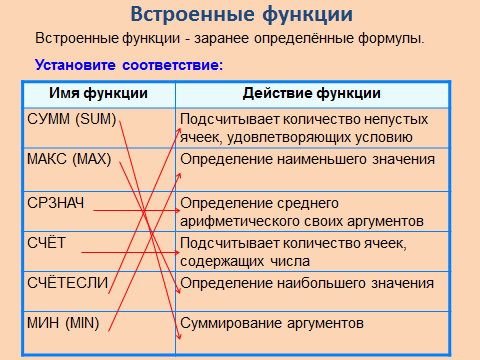 Встроенные функции
Встроенные функции - заранее определённые формулы.
Установите соответствие:
Имя функции Действие функции
СУММ (SUM) Подсчитывает количество непустых
ячеек, удовлетворяющих условию
МАКС (MAX) Определение наименьшего значения
СРЗНАЧ Определение среднего
арифметического своих аргументов
СЧЁТ Подсчитывает количество ячеек,
содержащих числа
СЧЁТЕСЛИ Определение наибольшего значения
МИН (MIN) Суммирование аргументов